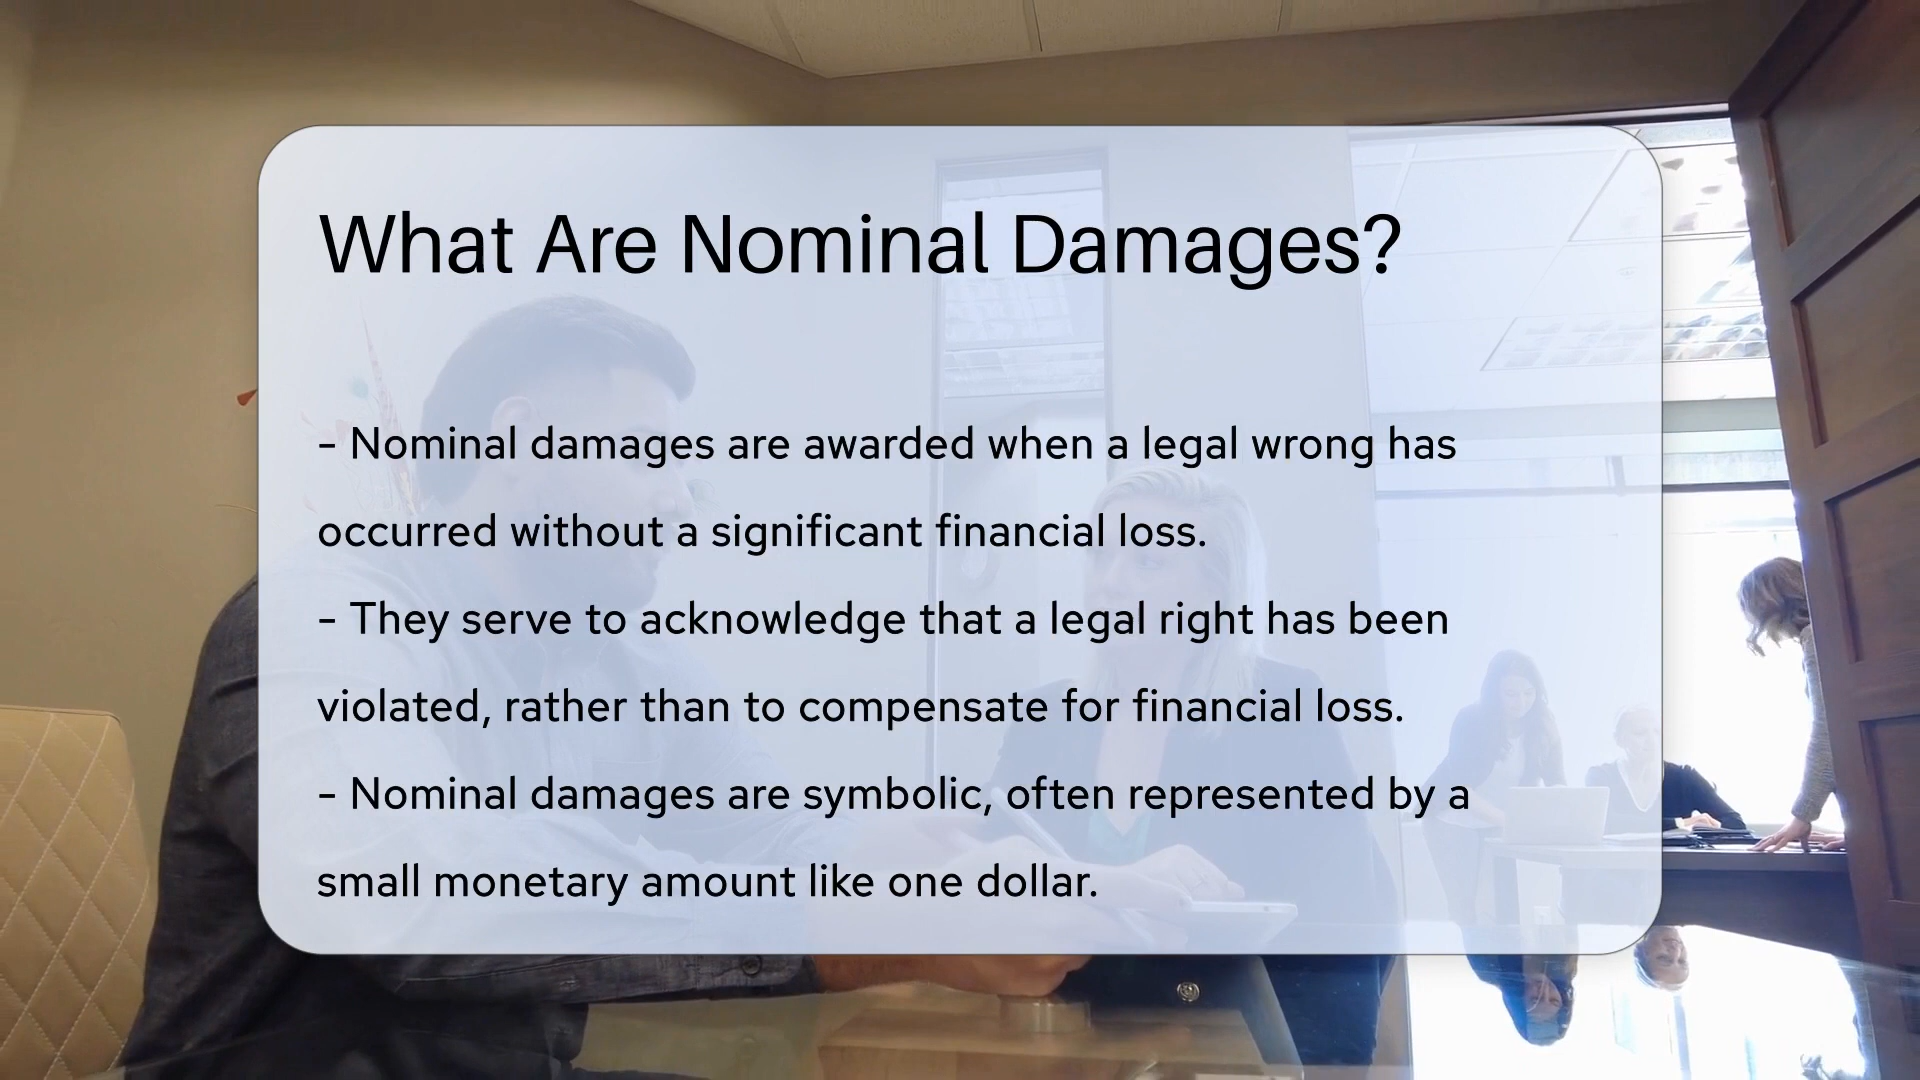 What Are Nominal Damages?
- Nominal damages are awarded when a legal wrong has
occurred without a significant financial loss.
- They serve to acknowledge that a legal right has been
violated, rather than to compensate for financial loss.
- Nominal damages are symbolic, often represented by a
small monetary amount like one dollar.